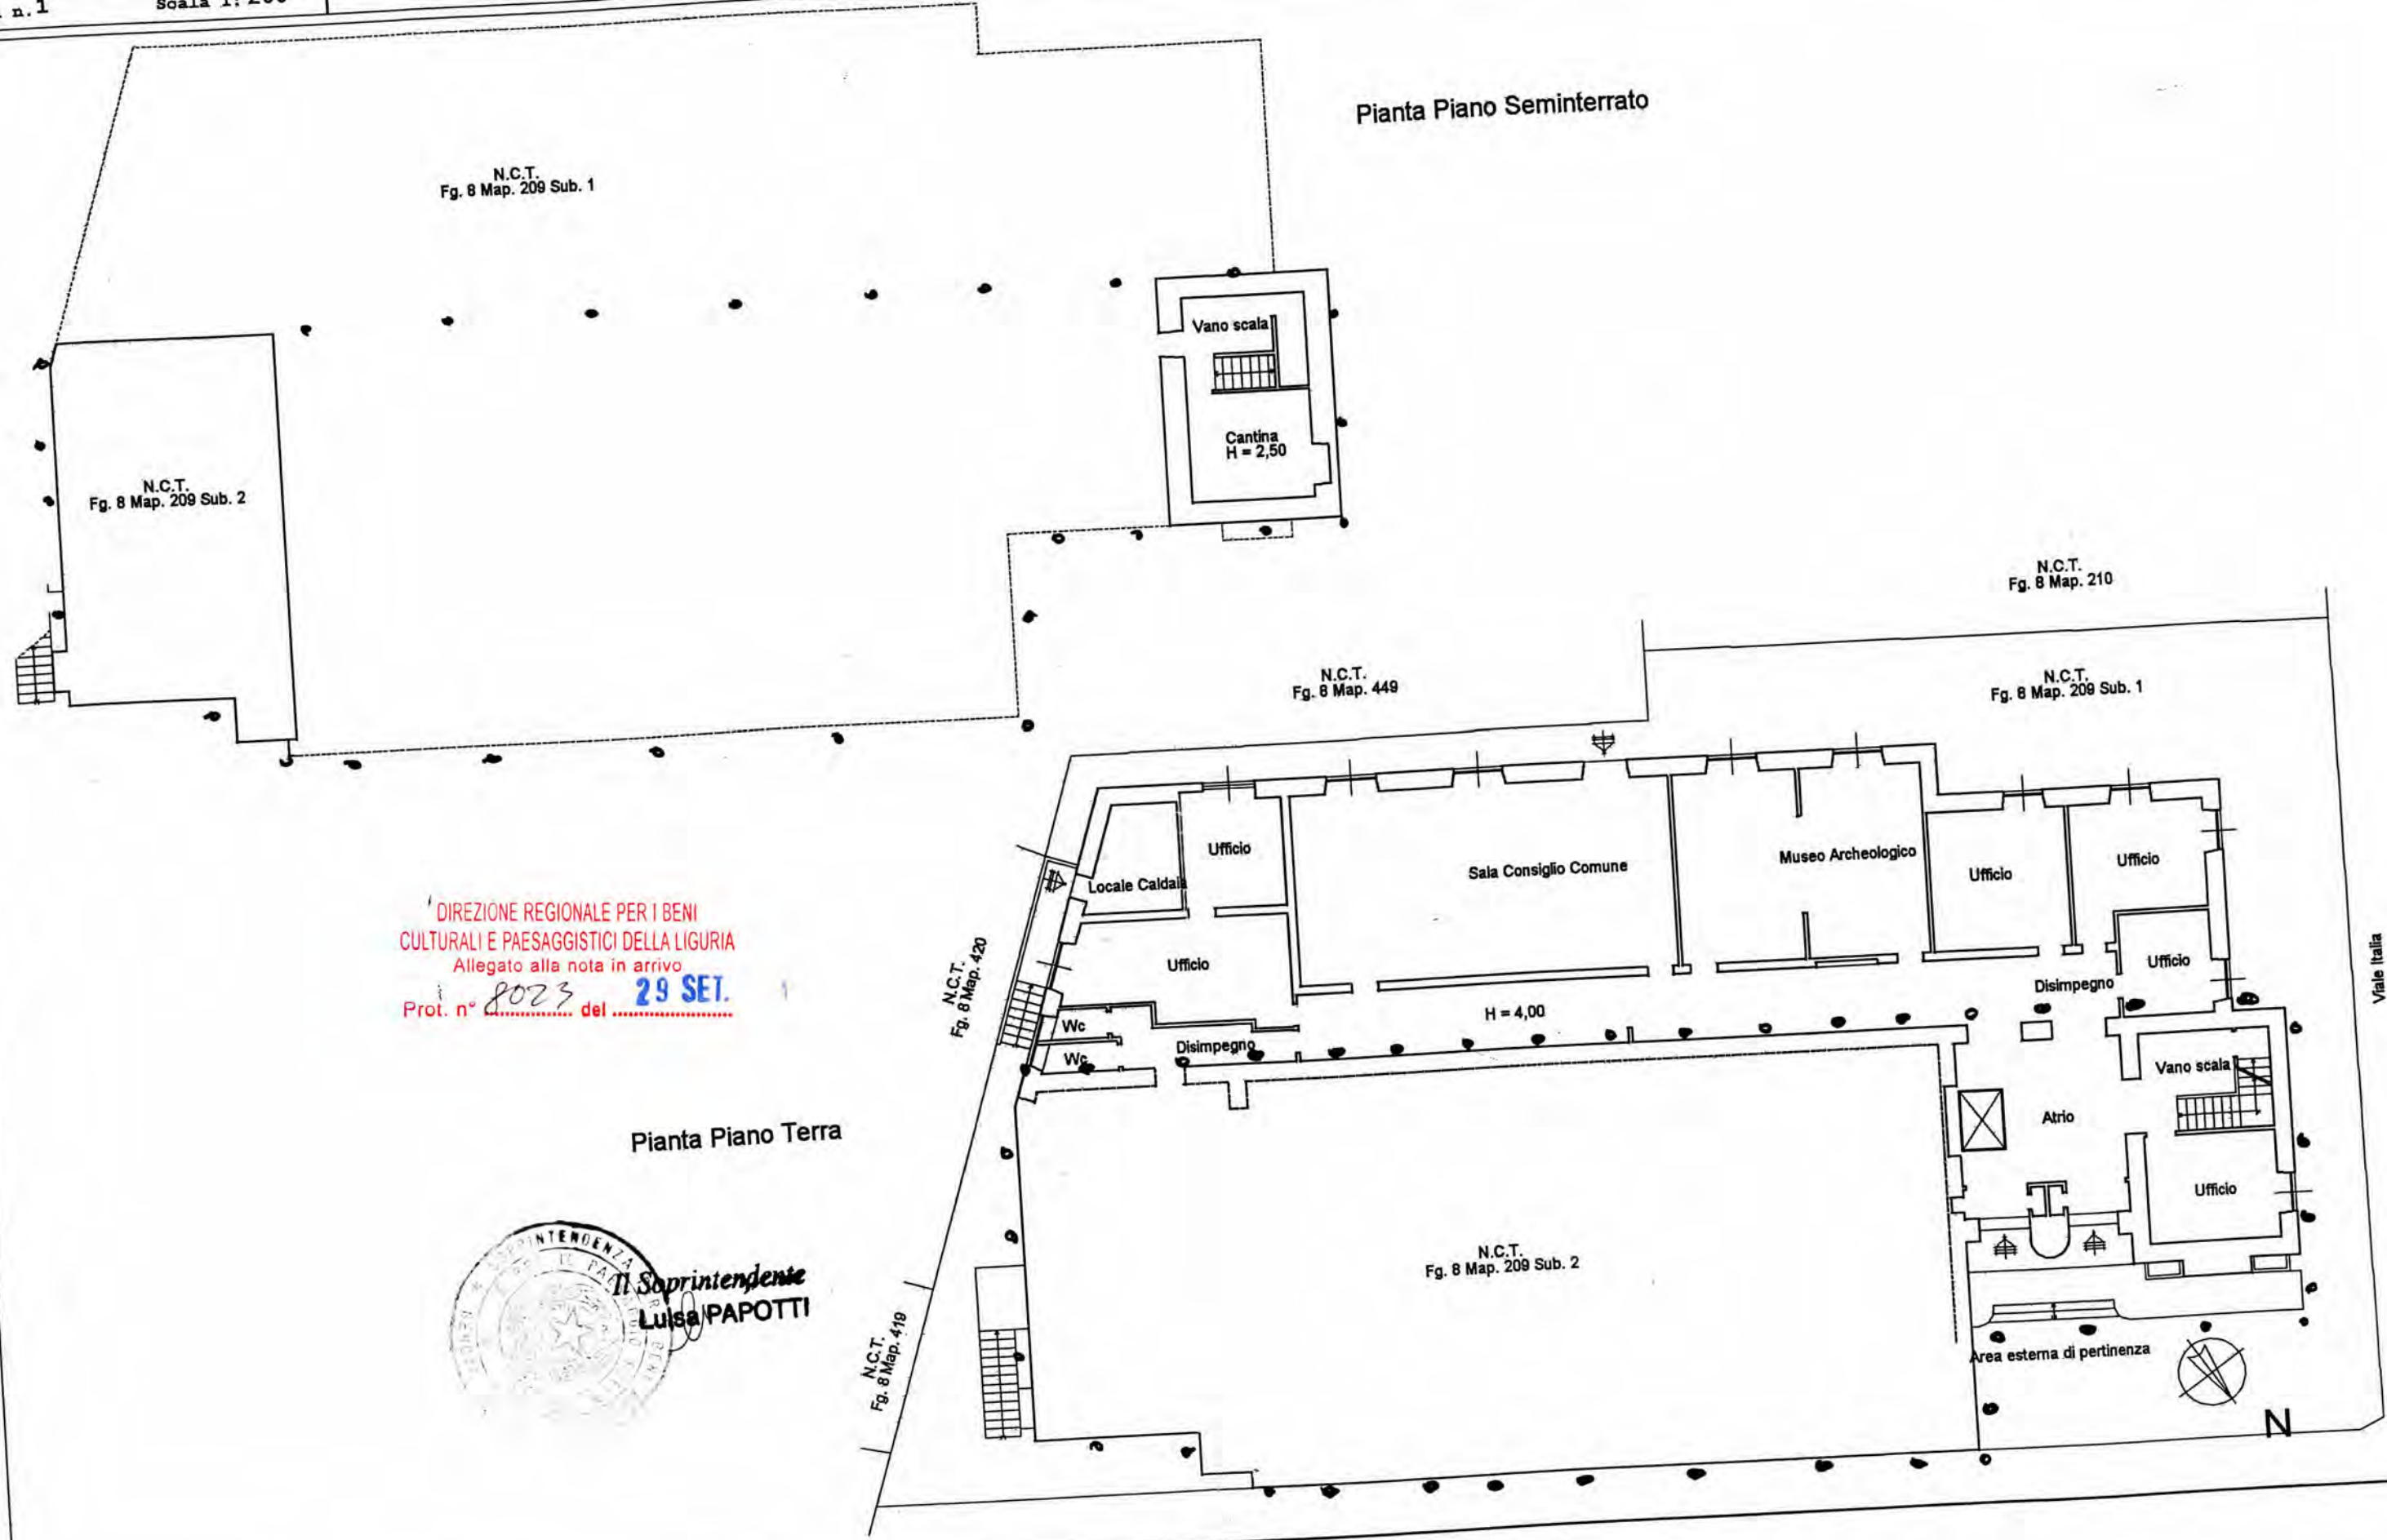 n.1
Scala 1: 200
Pianta Piano Seminterrato
N.C.T.
Fg. 8 Map. 209 Sub. 1
Vano scala
Cantina
H = 2,50
N.C.T.
Fg. 8 Map. 209 Sub. 2
N.C.T.
Fg. 8 Map. 210
N.C.T.
Fg. 8 Map. 449
N.C.T.
Fg. 8 Map. 209 Sub. 1
Ufficio
Locale Caldaia
Sala Consiglio Comune
Museo Archeologico
Ufficio
Ufficio
Ufficio
Ufficio
Disimpegno
Viale Italia
H = 4,00
Wc
Wc
Disimpegno
N.C.T.
Fg. 8 Map. 420
Vano scala
Atrio
Ufficio
DIREZIONE REGIONALE PER I BENI
CULTURALI E PAESAGGISTICI DELLA LIGURIA
Allegato alla nota in arrivo
Prot. n° 8023 del 29 SET.
Pianta Piano Terra
SOPRINTENDENZA
Il Soprintendente
Luisa PAPOTTI
N.C.T.
Fg. 8 Map. 419
N.C.T.
Fg. 8 Map. 209 Sub. 2
Area esterna di pertinenza
N